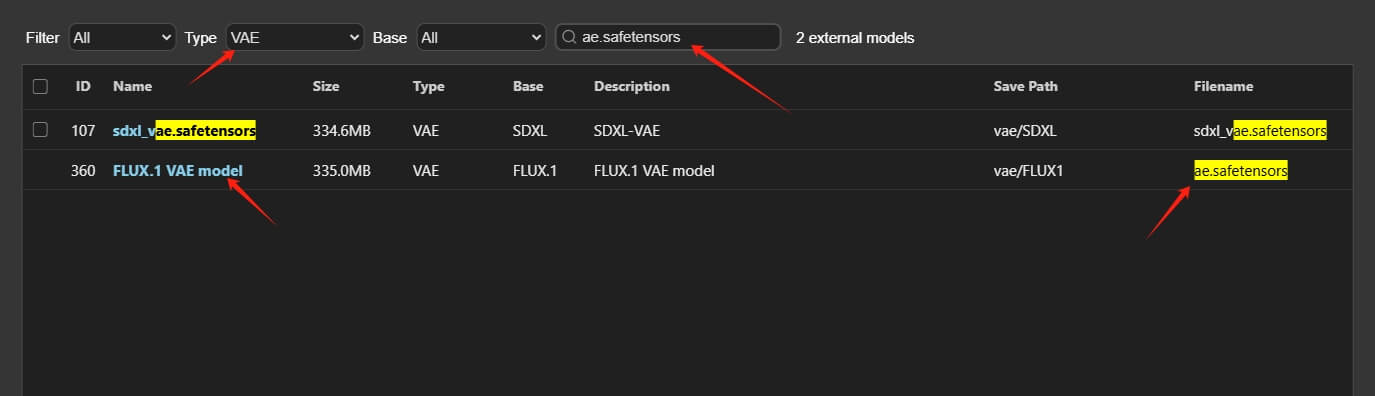 Filter All Type VAE Base All ae.safetensors 2 external models
ID Name Size Type Base Description Save Path Filename
107 sdxl_vae.safetensors 334.6MB VAE SDXL SDXL-VAE vae/SDXL sdxl_vae.safetensors
360 FLUX.1 VAE model 335.0MB VAE FLUX.1 FLUX.1 VAE model vae/FLUX1 ae.safetensors